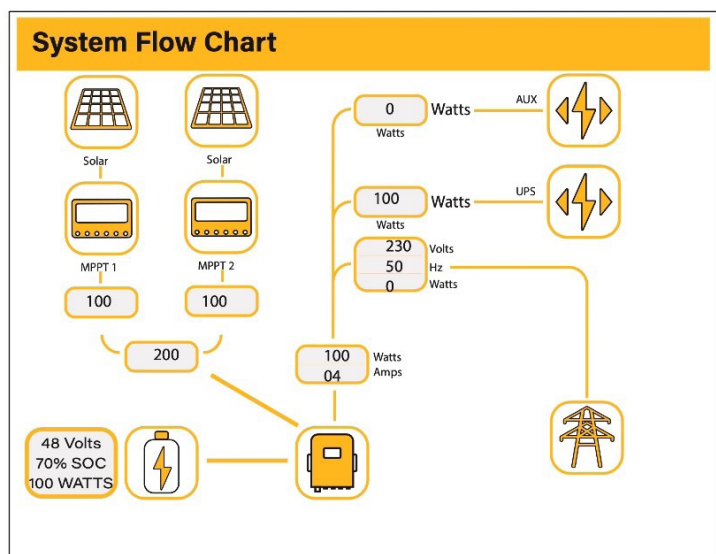 System Flow Chart
Solar
Solar
MPPT 1
MPPT 2
100
100
200
0 Watts
Watts
AUX
100 Watts
Watts
UPS
230 Volts
50 Hz
0 Watts
100 Watts
04 Amps
48 Volts
70% SOC
100 WATTS